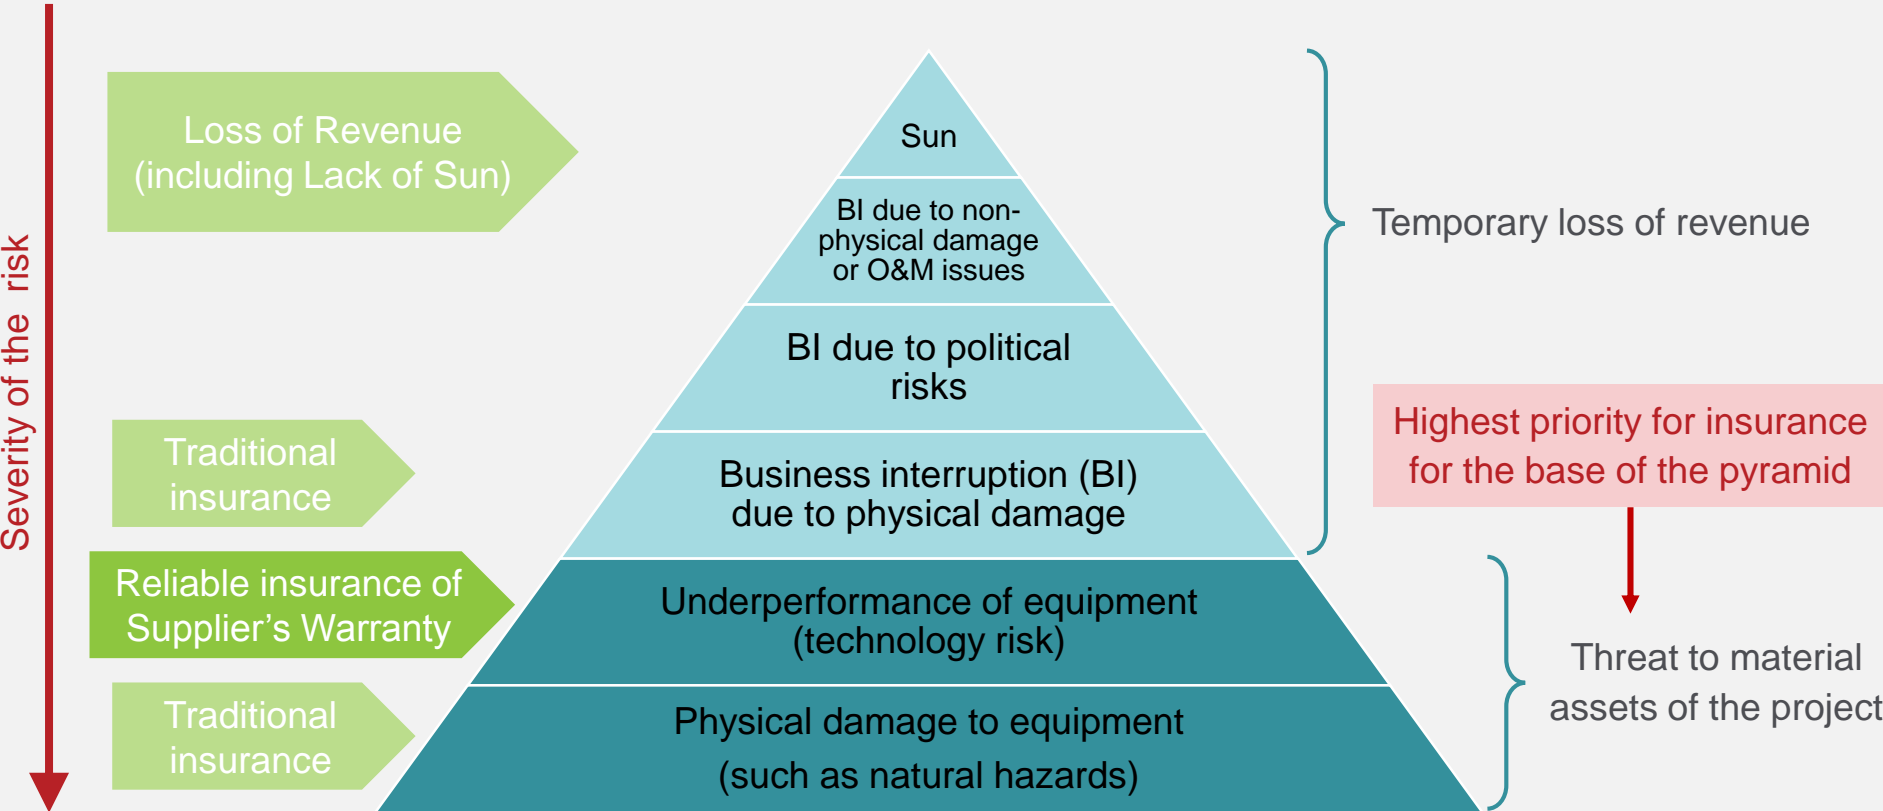 Severity of the risk
Loss of Revenue
(including Lack of Sun)
Traditional
insurance
Reliable insurance of
Supplier’s Warranty
Traditional
insurance
Sun
BI due to non-
physical damage
or O&M issues
BI due to political
risks
Business interruption (BI)
due to physical damage
Underperformance of equipment
(technology risk)
Physical damage to equipment
(such as natural hazards)
Temporary loss of revenue
Highest priority for insurance
for the base of the pyramid
Threat to material
assets of the project